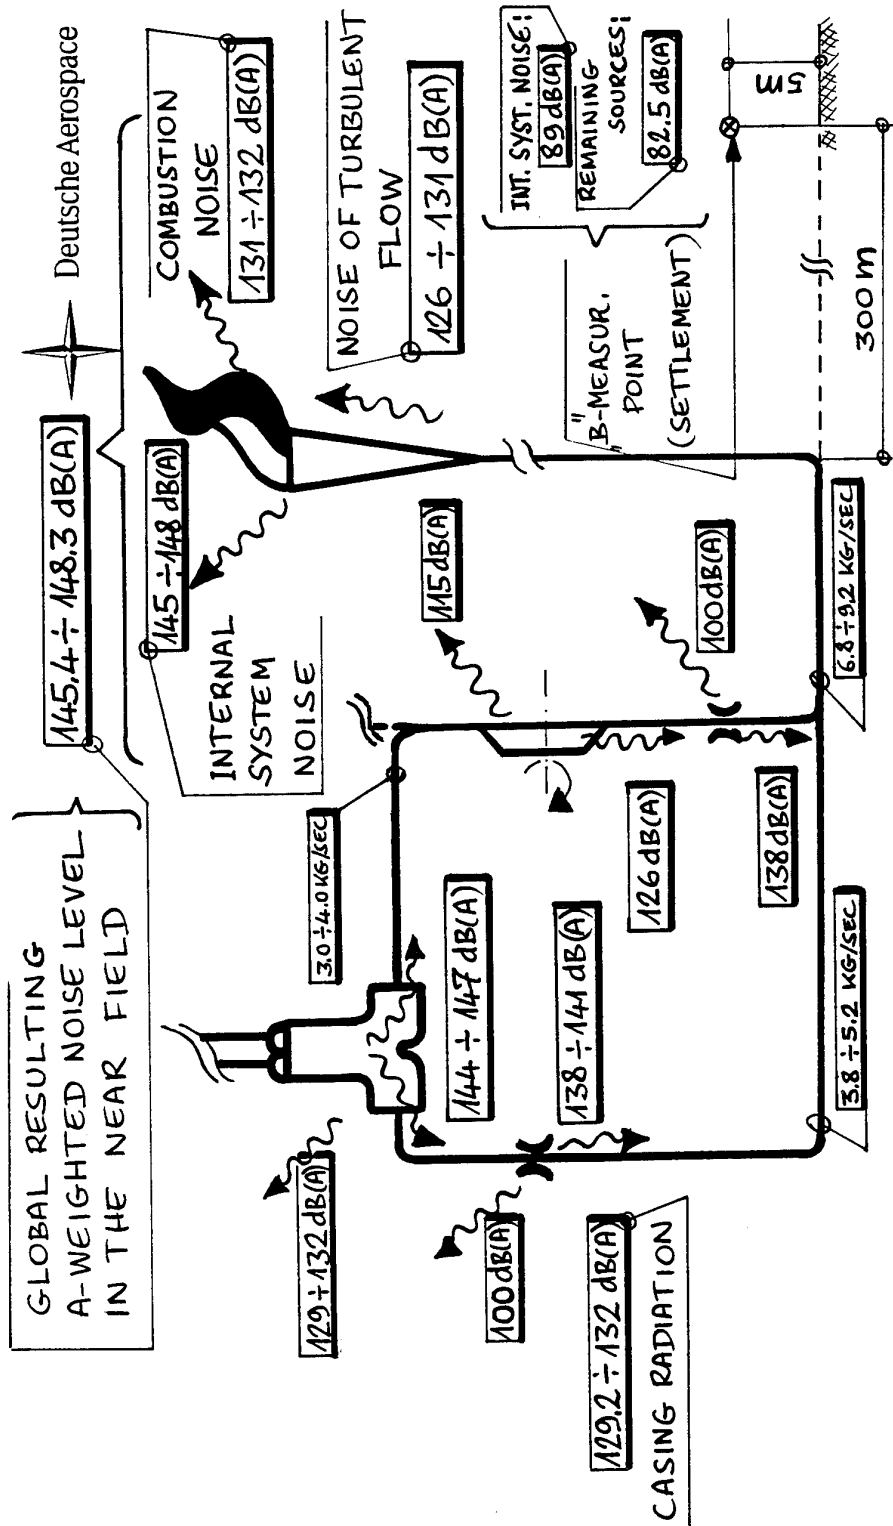 Deutsche Aerospace
GLOBAL RESULTING
A-WEIGHTED NOISE LEVEL
IN THE NEAR FIELD
145.4 ÷ 148.3 dB(A)
COMBUSTION
NOISE
131 ÷ 132 dB(A)
145 ÷ 148 dB(A)
INTERNAL
SYSTEM
NOISE
NOISE OF TURBULENT
FLOW
126 ÷ 131 dB(A)
129 ÷ 132 dB(A)
3.0 ÷ 4.0 KG/SEC
144 ÷ 147 dB(A)
115 dB(A)
INT. SYST. NOISE:
89 dB(A)
REMAINING
SOURCES:
82.5 dB(A)
100 dB(A)
138 ÷ 141 dB(A)
126 dB(A)
100 dB(A)
„B"-MEASUR.
POINT
(SETTLEMENT)
5m
129.2 ÷ 132 dB(A)
CASING RADIATION
138 dB(A)
3.8 ÷ 5.2 KG/SEC
6.8 ÷ 9.2 KG/SEC
300 m